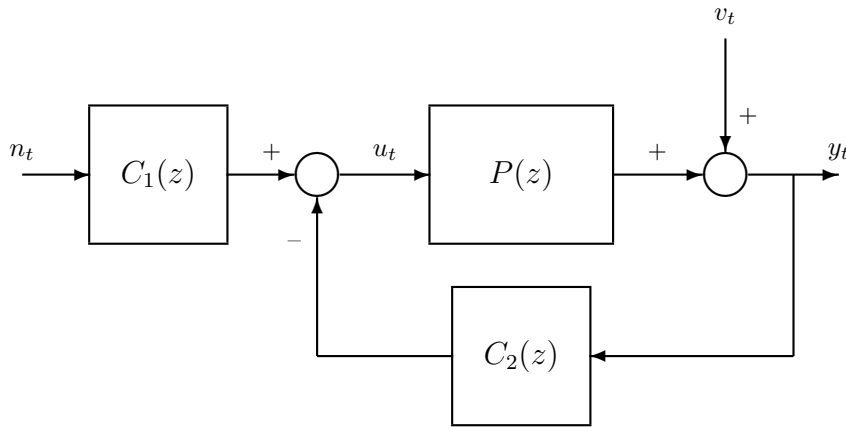 v_t
+
n_t
C_1(z)
+
u_t
P(z)
+
y_t
−
C_2(z)